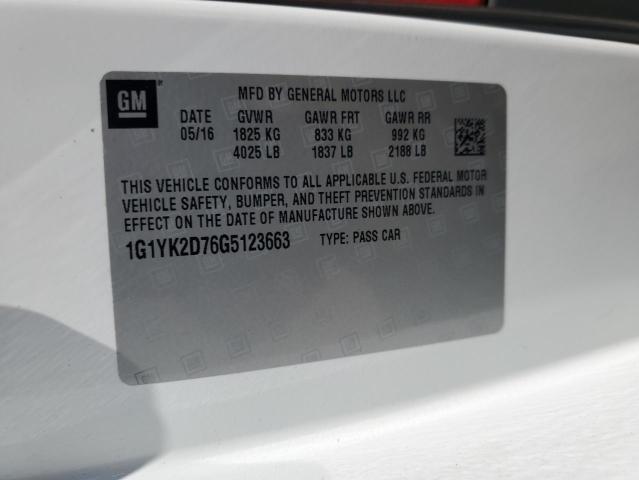 GM
MFD BY GENERAL MOTORS LLC
DATE GVWR GAWR FRT GAWR RR
05/16 1825 KG 833 KG 992 KG
4025 LB 1837 LB 2188 LB
THIS VEHICLE CONFORMS TO ALL APPLICABLE U.S. FEDERAL MOTOR
VEHICLE SAFETY, BUMPER, AND THEFT PREVENTION STANDARDS IN
EFFECT ON THE DATE OF MANUFACTURE SHOWN ABOVE.
1G1YK2D76G5123663 TYPE: PASS CAR